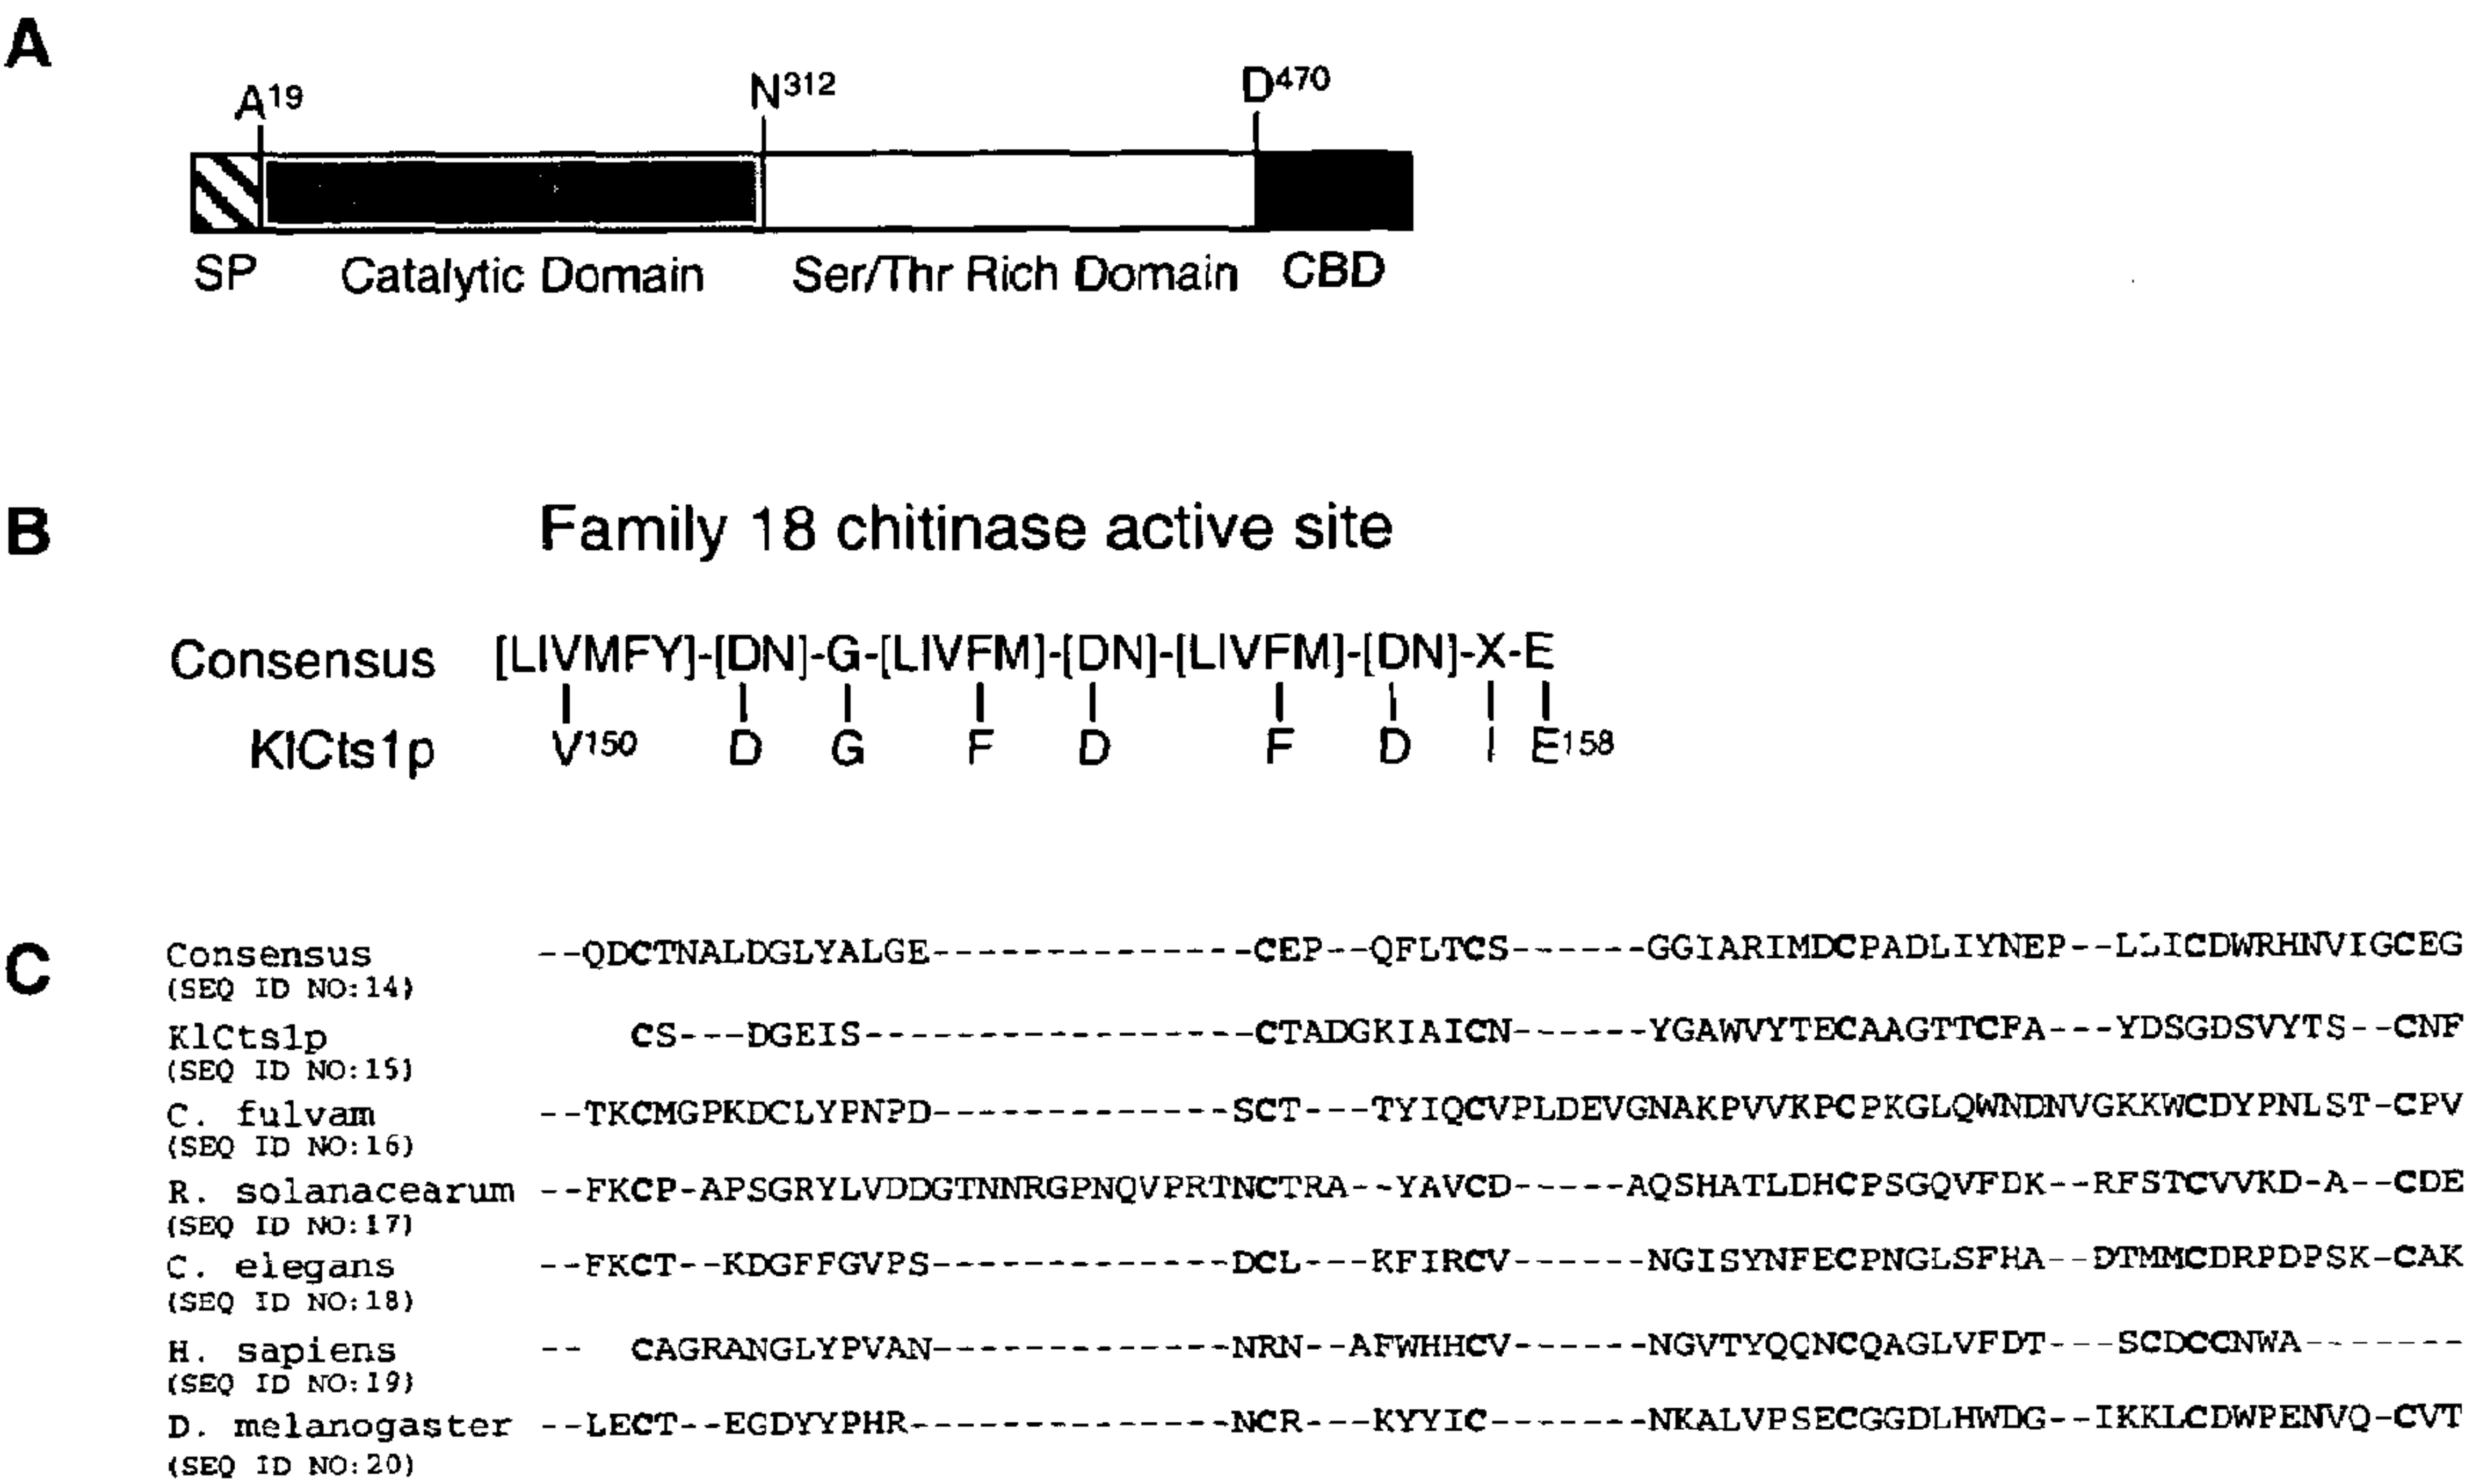 A
A19 N312 D470
SP Catalytic Domain Ser/Thr Rich Domain CBD
B
Family 18 chitinase active site
Consensus [LIVMFY]-[DN]-G-[LIVFM]-[DN]-[LIVFM]-[DN]-X-E
KlCts1p V150 D G F D F D I E158
C
Consensus --QDCTNALDGLYALGE--------------CEP--QFLTCS------GGIARIMDCPADLIYNEP--LLICDWRHNVIGCEG
(SEQ ID NO:14)
KlCts1p CS---DGEIS-----------------CTADGKIAICN------YGAWVYTECAAGTTCFA---YDSGDSVYTS--CNF
(SEQ ID NO:15)
C. fulvam --TKCMGPKDCLYPNPD-------------SCT---TYIQCVPLDEVGNAKPVVKPCPKGLQWNDNVGKKWCDYPNLST-CPV
(SEQ ID NO:16)
R. solanacearum --FKCP-APSGRYLVDDGTNNRGPNQVPRTNCTRA--YAVCD-----AQSHATLDHCPSGQVFDK--RFSTCVVKD-A--CDE
(SEQ ID NO:17)
C. elegans --FKCT--KDGFFGVPS-------------DCL---KFIRCV------NGISYNFECPNGLSFHA--DTMMCDRPDPSK-CAK
(SEQ ID NO:18)
H. sapiens -- CAGRANGLYPVAN-------------NRN--AFWHHCV------NGVTYQCNCQAGLVFDT---SCDCCNWA-------
(SEQ ID NO:19)
D. melanogaster --LECT--EGDYYPHR--------------NCR---KYYIC-------NKALVPSECGGDLHWDG--IKKLCDWPENVQ-CVT
(SEQ ID NO:20)